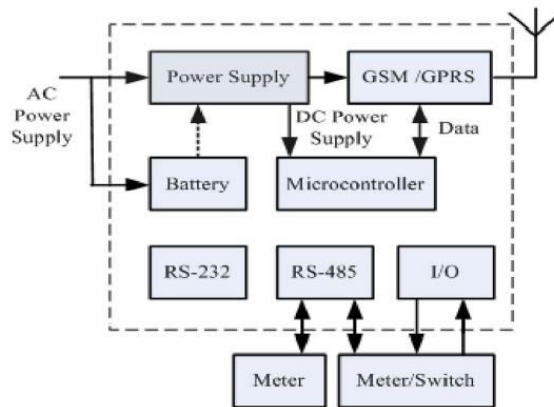 Power Supply
GSM /GPRS
AC
Power
Supply
DC Power
Supply
Data
Battery
Microcontroller
RS-232
RS-485
I/O
Meter
Meter/Switch